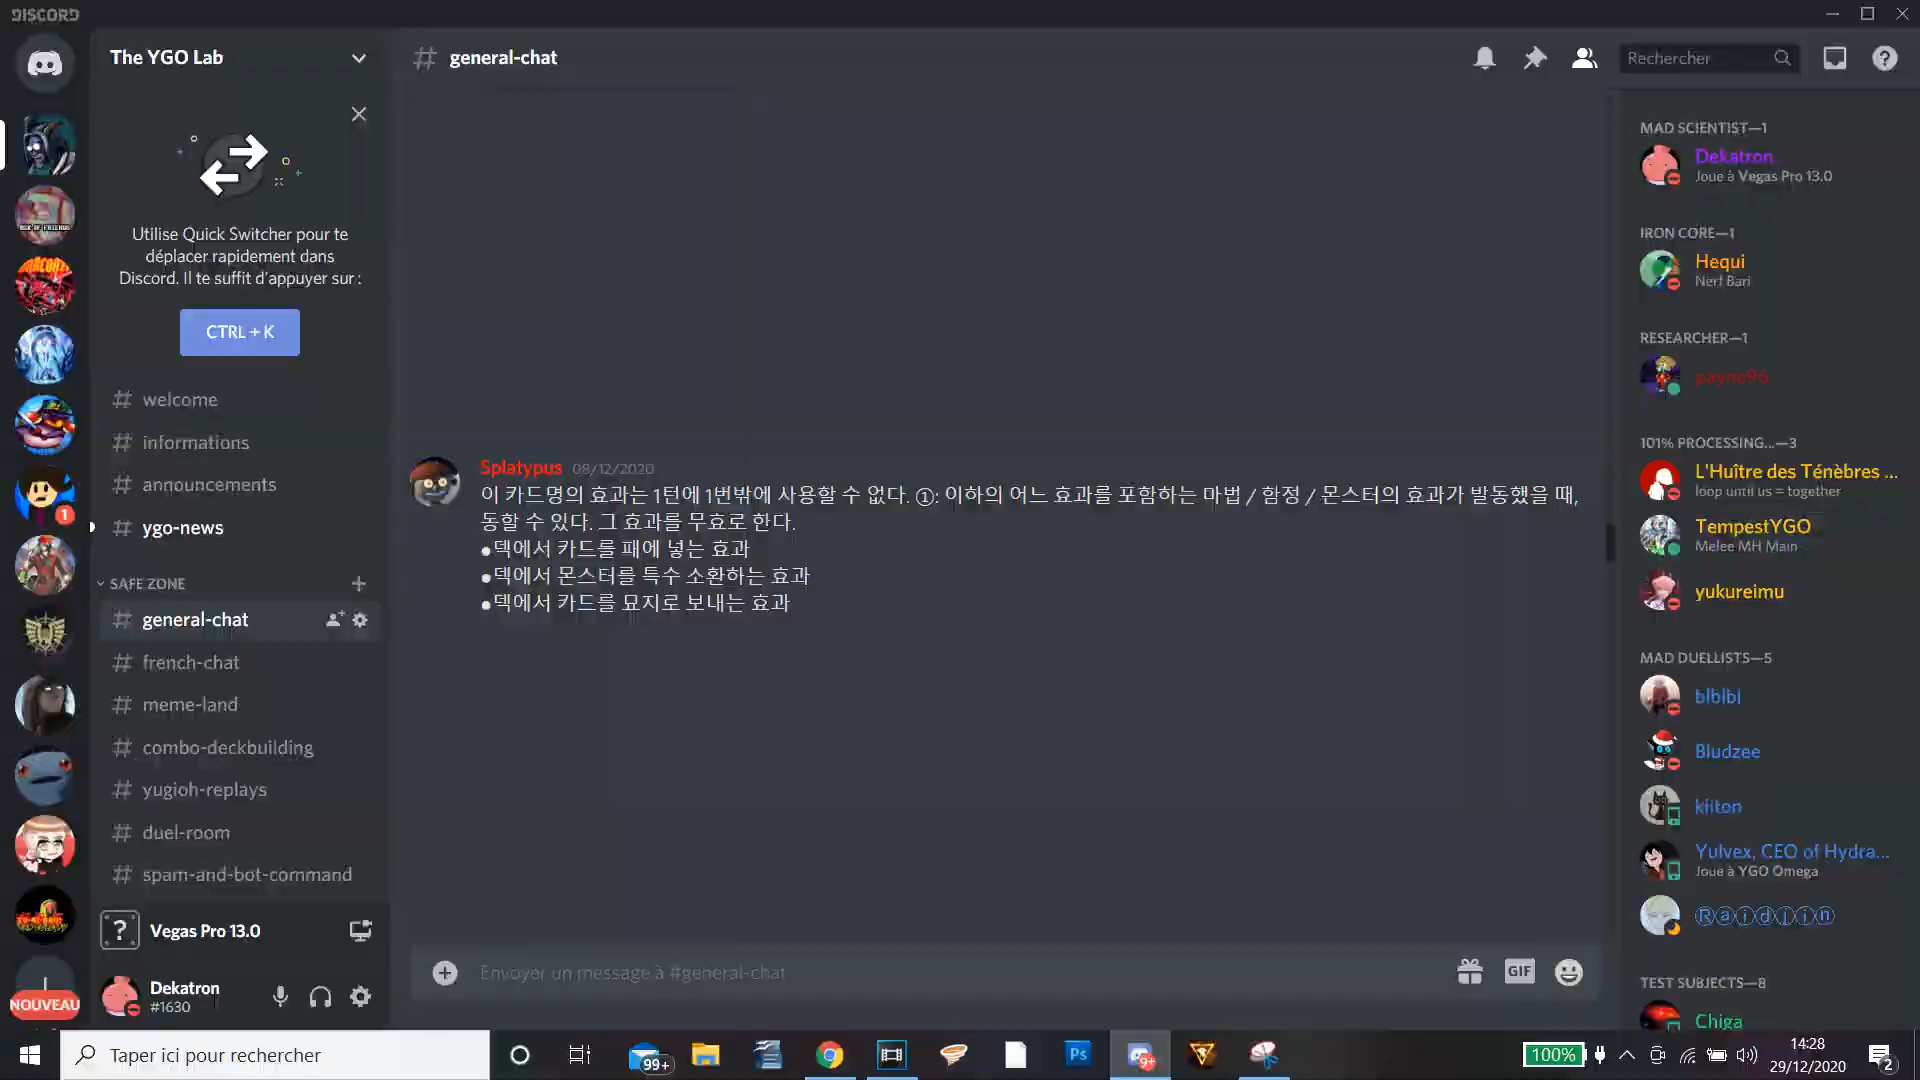 DISCORD
The YGO Lab
general-chat
Rechercher
Utilise Quick Switcher pour te
déplacer rapidement dans
Discord. Il te suffit d'appuyer sur :
CTRL + K
welcome
informations
announcements
ygo-news
SAFE ZONE
general-chat
french-chat
meme-land
combo-deckbuilding
yugioh-replays
duel-room
spam-and-bot-command
Vegas Pro 13.0
Dekatron
#1630
1
NOUVEAU
Splatypus 08/12/2020
이 카드명의 효과는 1턴에 1번밖에 사용할 수 없다. ①: 이하의 어느 효과를 포함하는 마법 / 함정 / 몬스터의 효과가 발동했을 때,
동할 수 있다. 그 효과를 무효로 한다.
●덱에서 카드를 패에 넣는 효과
●덱에서 몬스터를 특수 소환하는 효과
●덱에서 카드를 묘지로 보내는 효과
Envoyer un message à #general-chat
GIF
MAD SCIENTIST—1
Dekatron
Joue à Vegas Pro 13.0
IRON CORE—1
Hequi
Nerf Bari
RESEARCHER—1
payne96
101% PROCESSING...—3
L'Huître des Ténèbres ...
loop until us = together
TempestYGO
Melee MH Main
yukureimu
MAD DUELLISTS—5
blblbl
Bludzee
kiiton
Yulvex, CEO of Hydra...
Joue à YGO Omega
Ⓡⓐⓘⓓⓙⓘⓝ
TEST SUBJECTS—8
Chiga
Taper ici pour rechercher
99+
Ps
9+
100%
14:28
29/12/2020
2